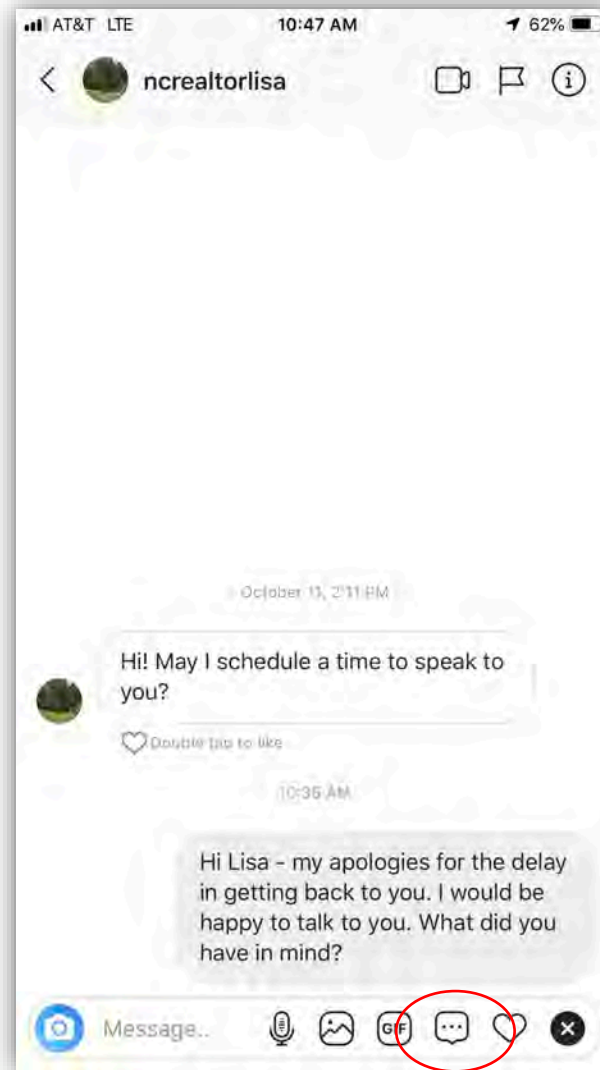 AT&T LTE 10:47 AM 62%
ncrealtorlisa
October 11, 2:11 PM
Hi! May I schedule a time to speak to
you?
Double tap to like
10:35 AM
Hi Lisa - my apologies for the delay
in getting back to you. I would be
happy to talk to you. What did you
have in mind?
Message.. GIF